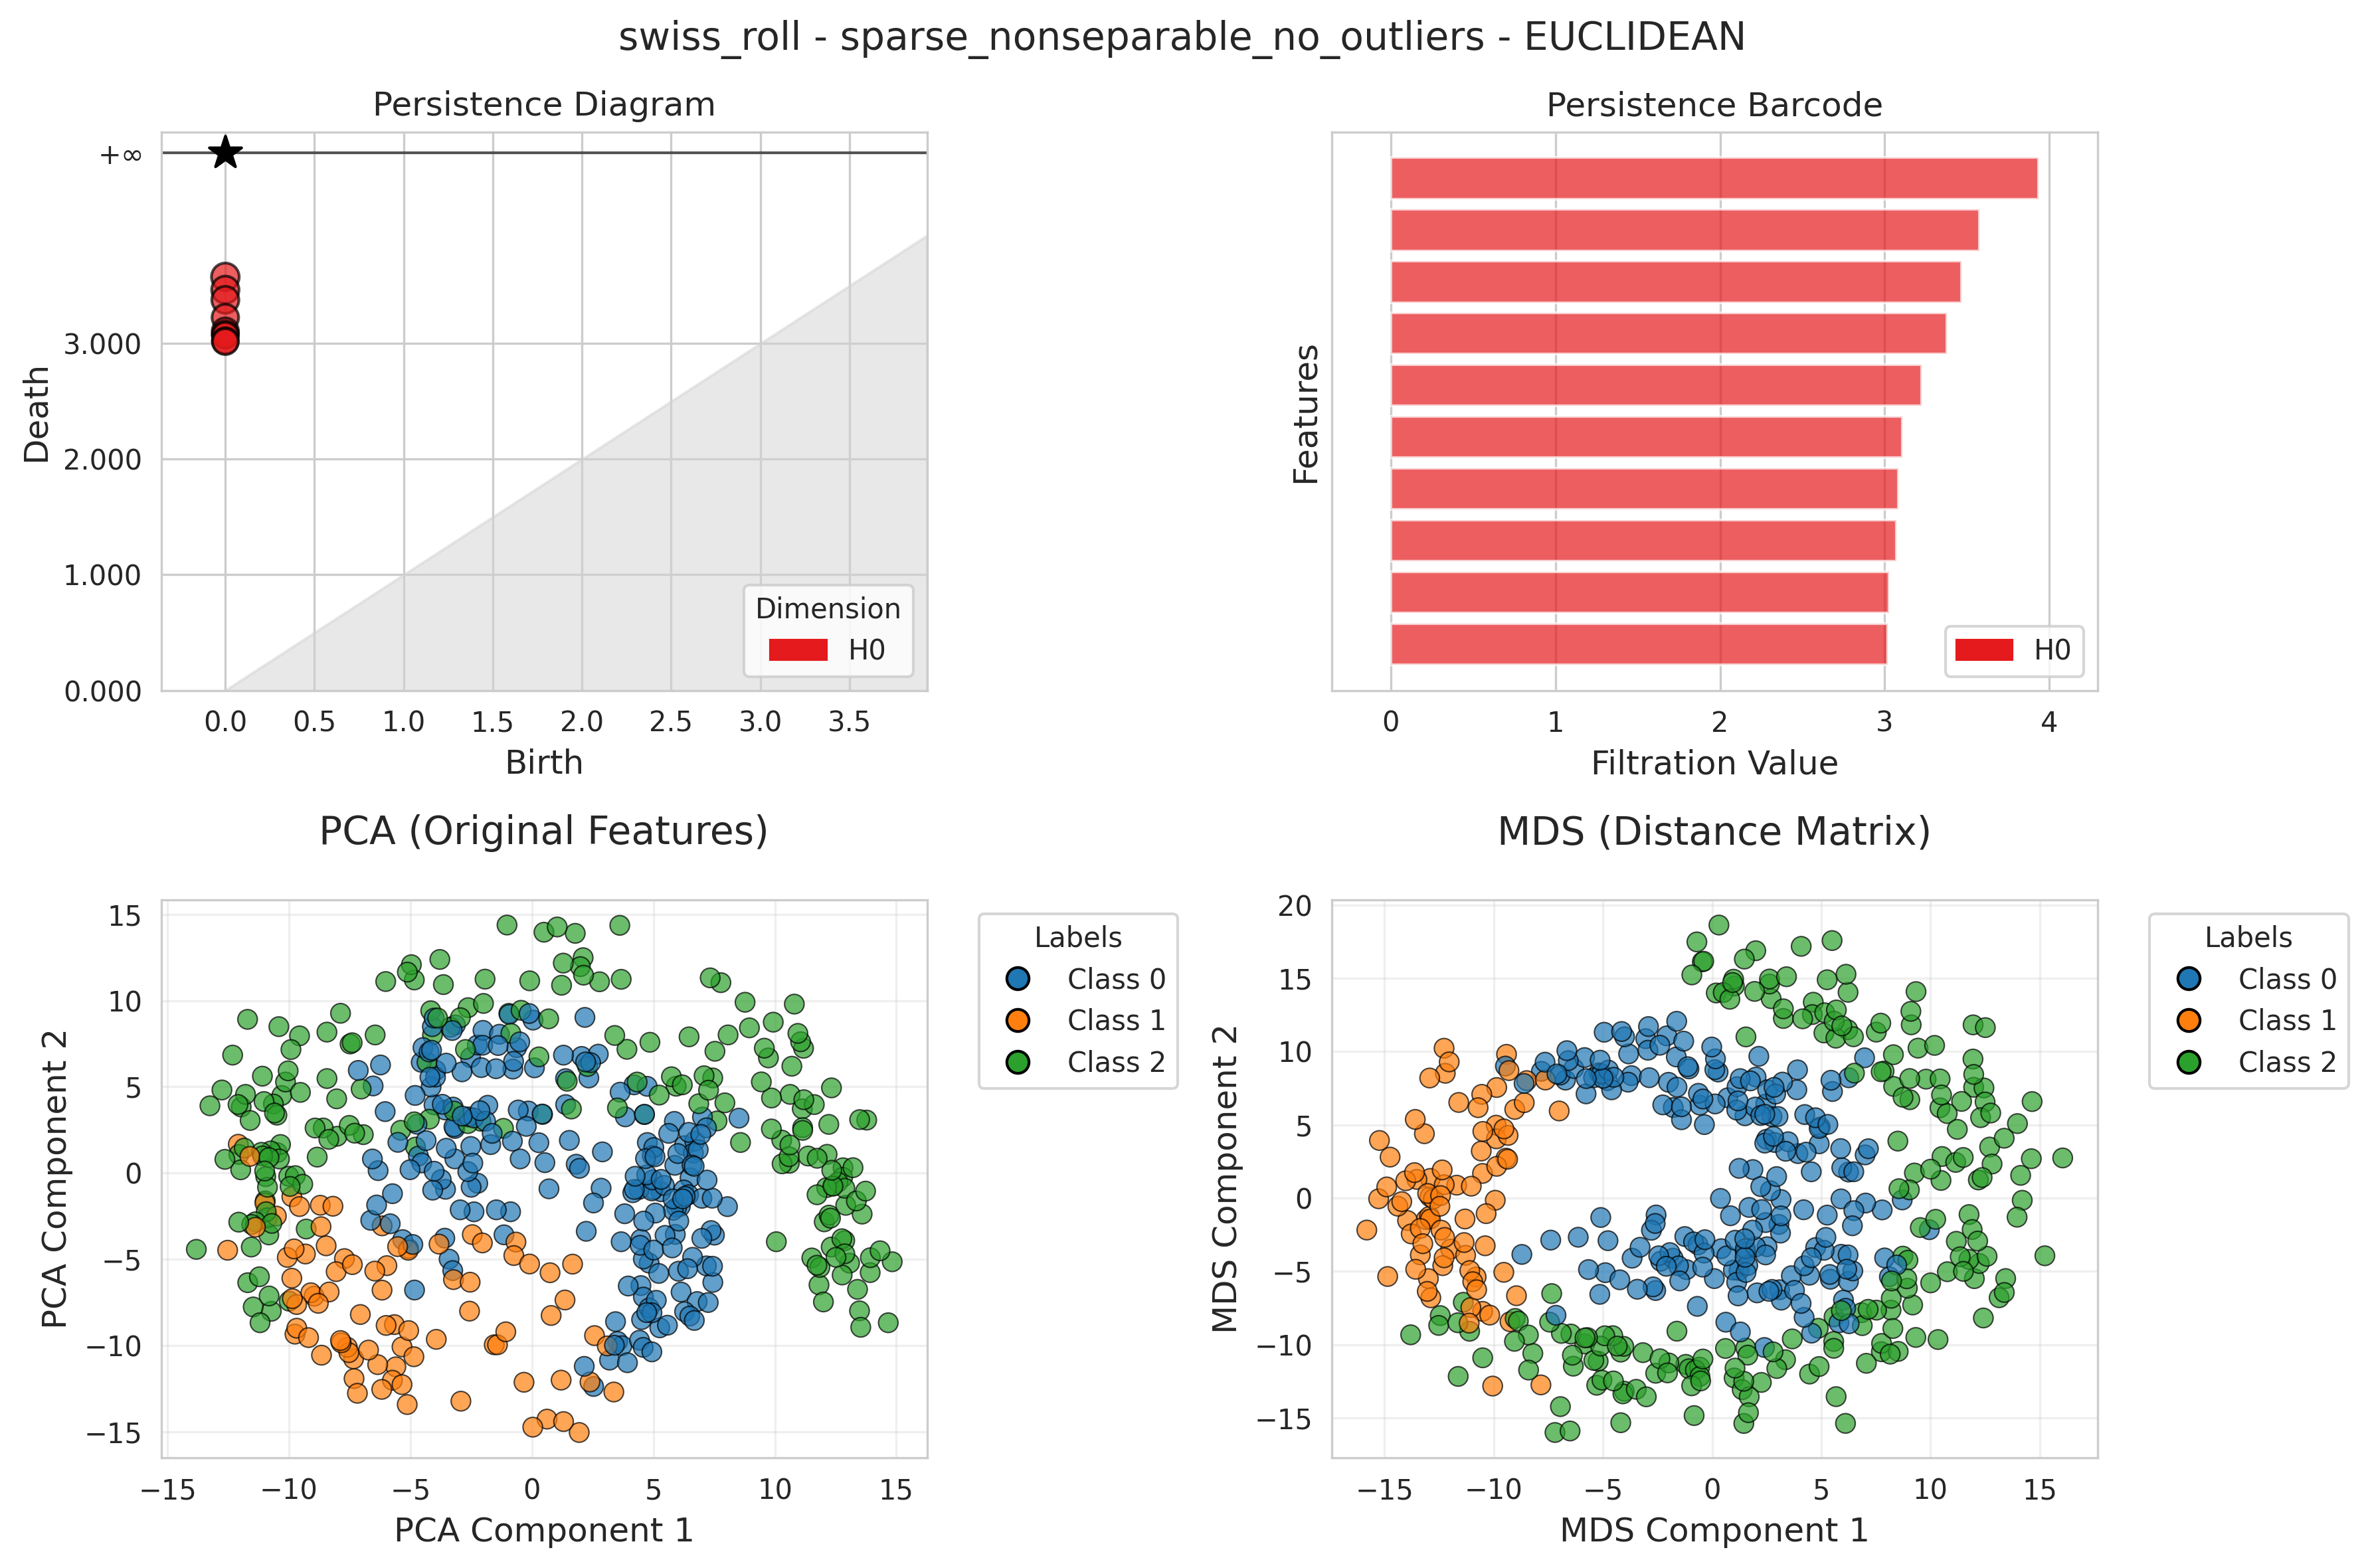 swiss_roll - sparse_nonseparable_no_outliers - EUCLIDEAN
Persistence Diagram
+∞
3.000
2.000
1.000
0.000
Death
0.0 0.5 1.0 1.5 2.0 2.5 3.0 3.5
Birth
Dimension
H0
Persistence Barcode
Features
0 1 2 3 4
Filtration Value
H0
PCA (Original Features)
15
10
5
0
−5
−10
−15
PCA Component 2
−15 −10 −5 0 5 10 15
PCA Component 1
Labels
Class 0
Class 1
Class 2
MDS (Distance Matrix)
20
15
10
5
0
−5
−10
−15
MDS Component 2
−15 −10 −5 0 5 10 15
MDS Component 1
Labels
Class 0
Class 1
Class 2